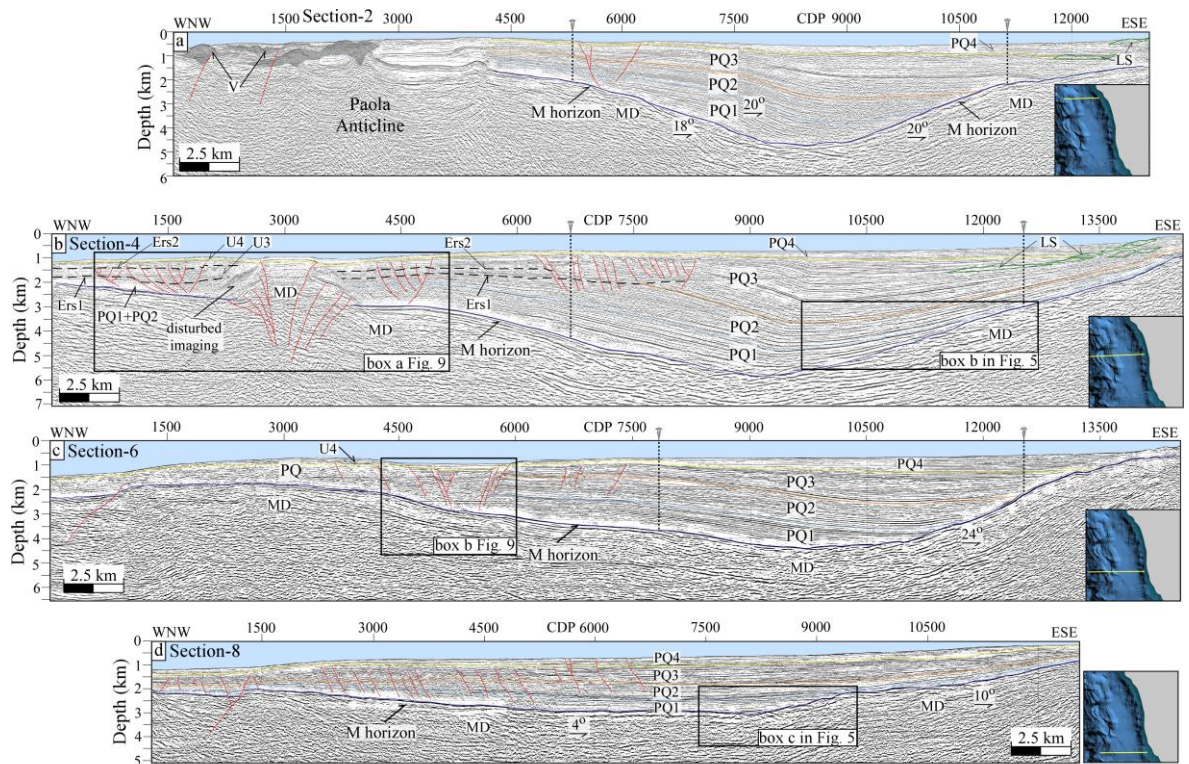 WNW 1500 Section-2 3000 4500 6000 7500 CDP 9000 10500 12000 ESE
a
0
1
2
3
4
5
6
Depth (km)
V
Paola
Anticline
M horizon
MD
18°
PQ3
PQ2
PQ1
20°
20°
PQ4
LS
MD
M horizon
2.5 km
WNW 1500 3000 4500 6000 CDP 7500 9000 10500 12000 13500 ESE
b Section-4
0
1
2
3
4
5
6
7
Depth (km)
Ers2
U4
U3
Ers2
PQ4
LS
Ers1
PQ1+PQ2
disturbed
imaging
MD
MD
Ers1
M horizon
PQ3
PQ2
PQ1
MD
box a Fig. 9
box b in Fig. 5
2.5 km
WNW 1500 3000 4500 6000 CDP 7500 9000 10500 12000 13500 ESE
c Section-6
0
1
2
3
4
5
6
Depth (km)
U4
PQ
MD
box b Fig. 9
M horizon
PQ4
PQ3
PQ2
PQ1
MD
24°
2.5 km
WNW 1500 3000 4500 CDP 6000 7500 9000 10500 ESE
d Section-8
0
1
2
3
4
5
Depth (km)
PQ4
PQ3
PQ2
PQ1
M horizon
MD
4°
box c in Fig. 5
10°
MD
2.5 km